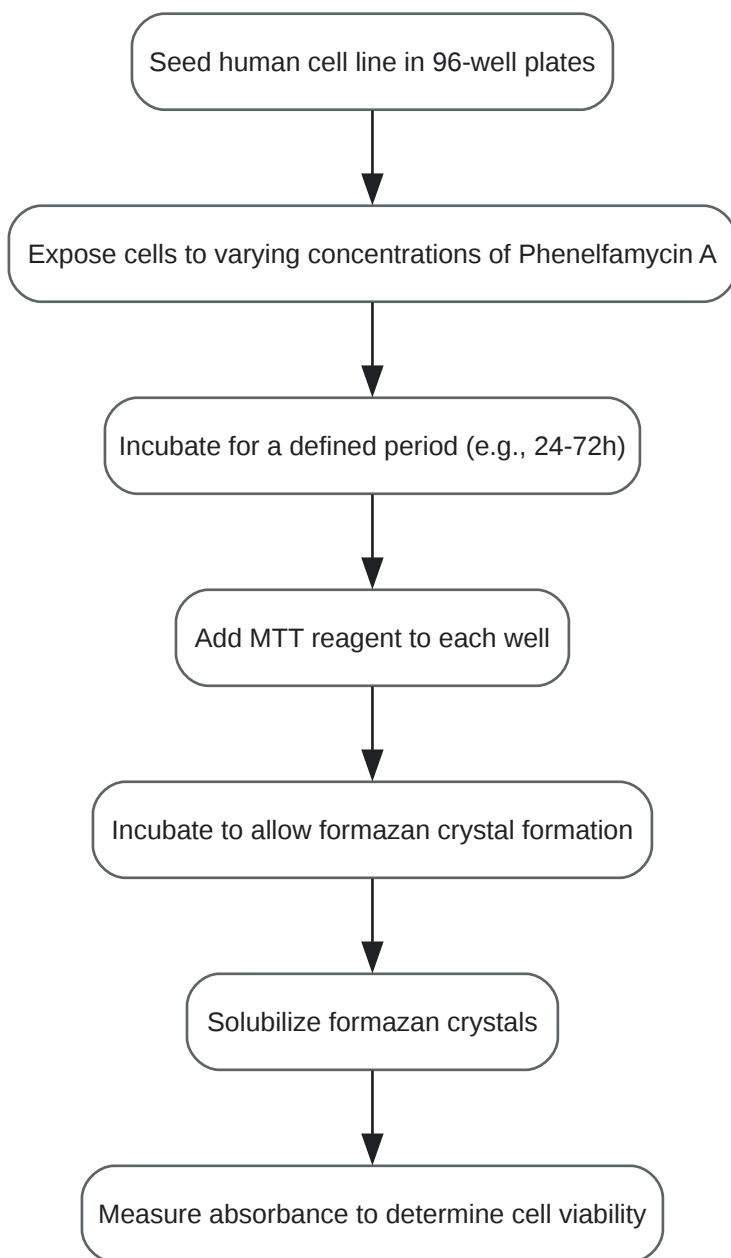 Seed human cell line in 96-well plates
Expose cells to varying concentrations of Phenelfamycin A
Incubate for a defined period (e.g., 24-72h)
Add MTT reagent to each well
Incubate to allow formazan crystal formation
Solubilize formazan crystals
Measure absorbance to determine cell viability